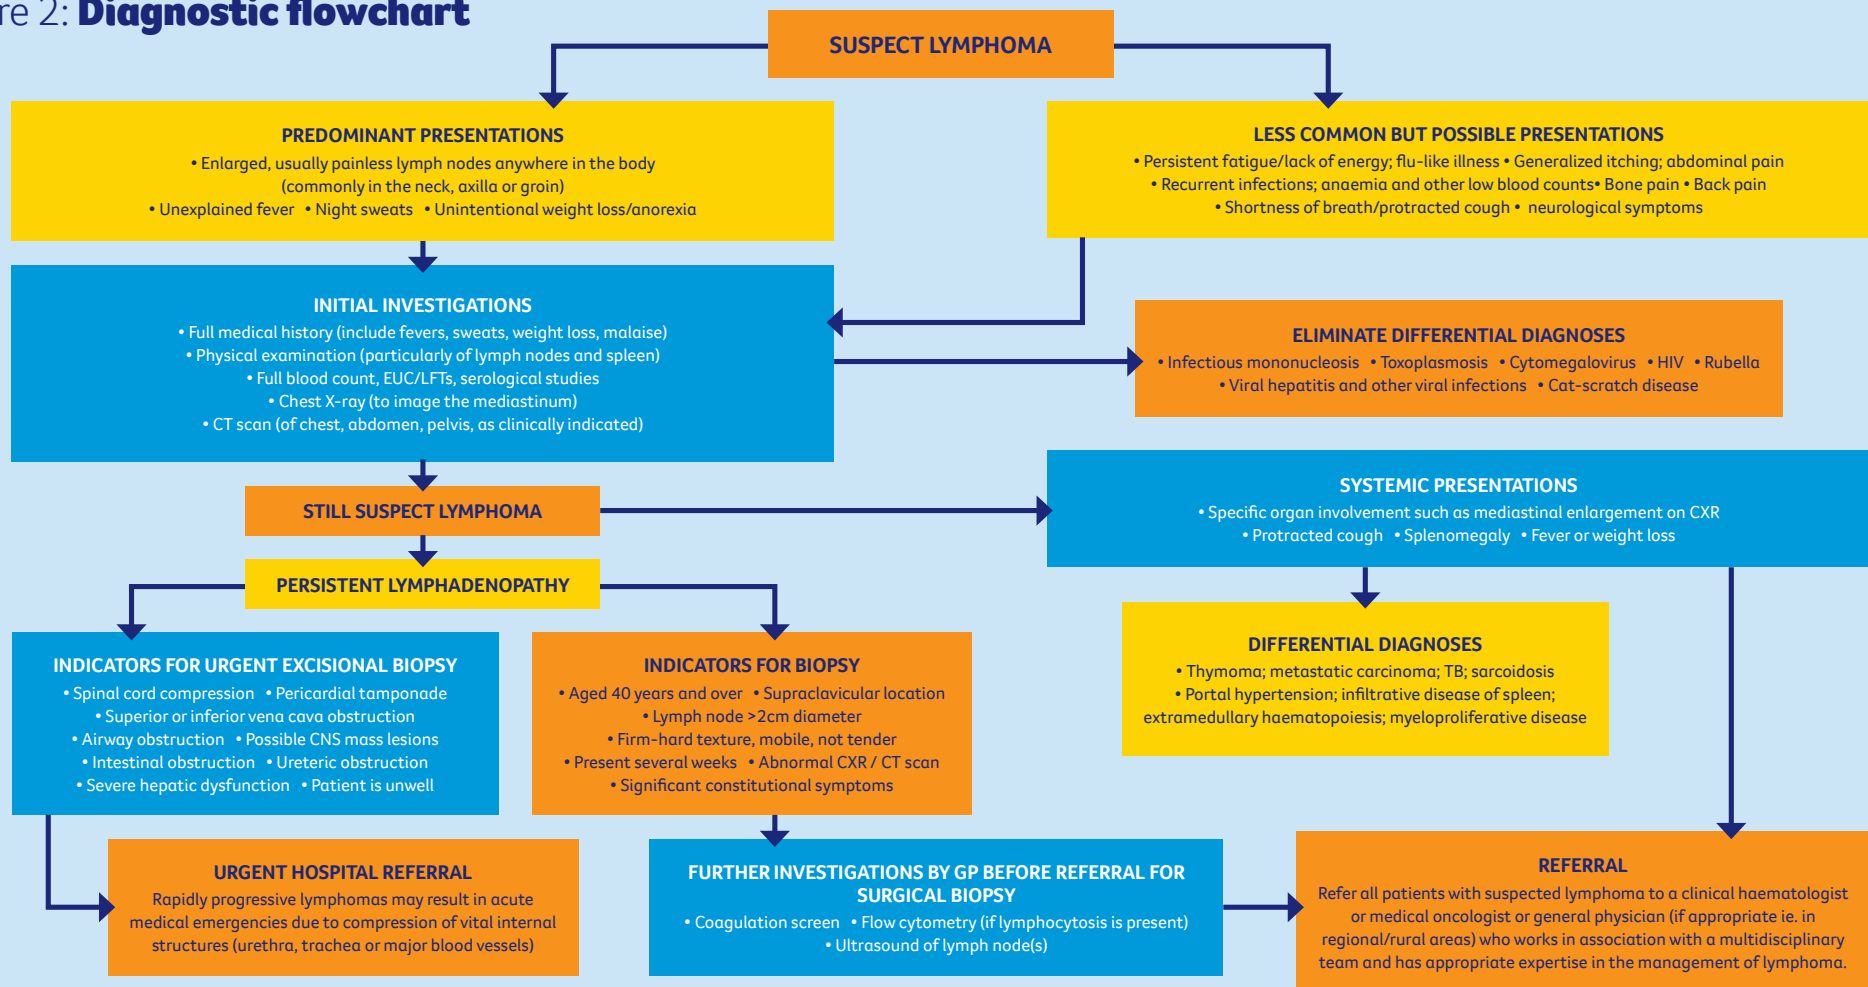 re 2: Diagnostic flowchart
SUSPECT LYMPHOMA
PREDOMINANT PRESENTATIONS
• Enlarged, usually painless lymph nodes anywhere in the body
(commonly in the neck, axilla or groin)
• Unexplained fever • Night sweats • Unintentional weight loss/anorexia
LESS COMMON BUT POSSIBLE PRESENTATIONS
• Persistent fatigue/lack of energy; flu-like illness • Generalized itching; abdominal pain
• Recurrent infections; anaemia and other low blood counts• Bone pain • Back pain
• Shortness of breath/protracted cough • neurological symptoms
INITIAL INVESTIGATIONS
• Full medical history (include fevers, sweats, weight loss, malaise)
• Physical examination (particularly of lymph nodes and spleen)
• Full blood count, EUC/LFTs, serological studies
• Chest X-ray (to image the mediastinum)
• CT scan (of chest, abdomen, pelvis, as clinically indicated)
ELIMINATE DIFFERENTIAL DIAGNOSES
• Infectious mononucleosis • Toxoplasmosis • Cytomegalovirus • HIV • Rubella
• Viral hepatitis and other viral infections • Cat-scratch disease
STILL SUSPECT LYMPHOMA
SYSTEMIC PRESENTATIONS
• Specific organ involvement such as mediastinal enlargement on CXR
• Protracted cough • Splenomegaly • Fever or weight loss
PERSISTENT LYMPHADENOPATHY
INDICATORS FOR URGENT EXCISIONAL BIOPSY
• Spinal cord compression • Pericardial tamponade
• Superior or inferior vena cava obstruction
• Airway obstruction • Possible CNS mass lesions
• Intestinal obstruction • Ureteric obstruction
• Severe hepatic dysfunction • Patient is unwell
INDICATORS FOR BIOPSY
• Aged 40 years and over • Supraclavicular location
• Lymph node >2cm diameter
• Firm-hard texture, mobile, not tender
• Present several weeks • Abnormal CXR / CT scan
• Significant constitutional symptoms
DIFFERENTIAL DIAGNOSES
• Thymoma; metastatic carcinoma; TB; sarcoidosis
• Portal hypertension; infiltrative disease of spleen;
extramedullary haematopoiesis; myeloproliferative disease
URGENT HOSPITAL REFERRAL
Rapidly progressive lymphomas may result in acute
medical emergencies due to compression of vital internal
structures (urethra, trachea or major blood vessels)
FURTHER INVESTIGATIONS BY GP BEFORE REFERRAL FOR
SURGICAL BIOPSY
• Coagulation screen • Flow cytometry (if lymphocytosis is present)
• Ultrasound of lymph node(s)
REFERRAL
Refer all patients with suspected lymphoma to a clinical haematologist
or medical oncologist or general physician (if appropriate ie. in
regional/rural areas) who works in association with a multidisciplinary
team and has appropriate expertise in the management of lymphoma.